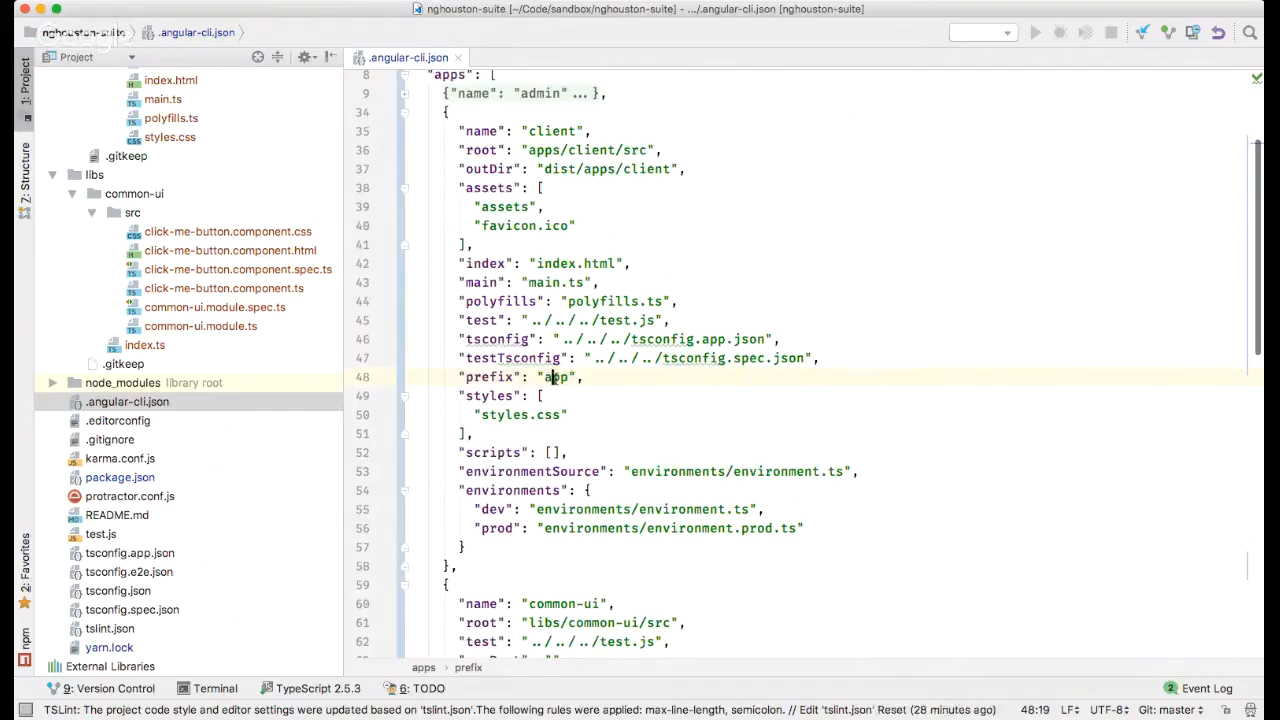 nghouston-suite [~/Code/sandbox/nghouston-suite] - .../.angular-cli.json [nghouston-suite]
nghouston-suite
.angular-cli.json
Google
Project
.angular-cli.json
1: Project
Z: Structure
2: Favorites
npm
index.html
main.ts
polyfills.ts
styles.css
.gitkeep
libs
common-ui
src
click-me-button.component.css
click-me-button.component.html
click-me-button.component.spec.ts
click-me-button.component.ts
common-ui.module.spec.ts
common-ui.module.ts
index.ts
.gitkeep
node_modules library root
.angular-cli.json
.editorconfig
.gitignore
karma.conf.js
package.json
protractor.conf.js
README.md
test.js
tsconfig.app.json
tsconfig.e2e.json
tsconfig.json
tsconfig.spec.json
tslint.json
yarn.lock
External Libraries
8 "apps": [
9 {"name": "admin"...},
34 {
35 "name": "client",
36 "root": "apps/client/src",
37 "outDir": "dist/apps/client",
38 "assets": [
39 "assets",
40 "favicon.ico"
41 ],
42 "index": "index.html",
43 "main": "main.ts",
44 "polyfills": "polyfills.ts",
45 "test": "../../../test.js",
46 "tsconfig": "../../../tsconfig.app.json",
47 "testTsconfig": "../../../tsconfig.spec.json",
48 "prefix": "app",
49 "styles": [
50 "styles.css"
51 ],
52 "scripts": [],
53 "environmentSource": "environments/environment.ts",
54 "environments": {
55 "dev": "environments/environment.ts",
56 "prod": "environments/environment.prod.ts"
57 }
58 },
59 {
60 "name": "common-ui",
61 "root": "libs/common-ui/src",
62 "test": "../../../test.js",
apps › prefix
9: Version Control
Terminal
TypeScript 2.5.3
6: TODO
2 Event Log
TSLint: The project code style and editor settings were updated based on 'tslint.json'.The following rules were applied: max-line-length, semicolon. // Edit 'tslint.json' Reset (28 minutes ago)
48:19 LF÷ UTF-8÷ Git: master÷